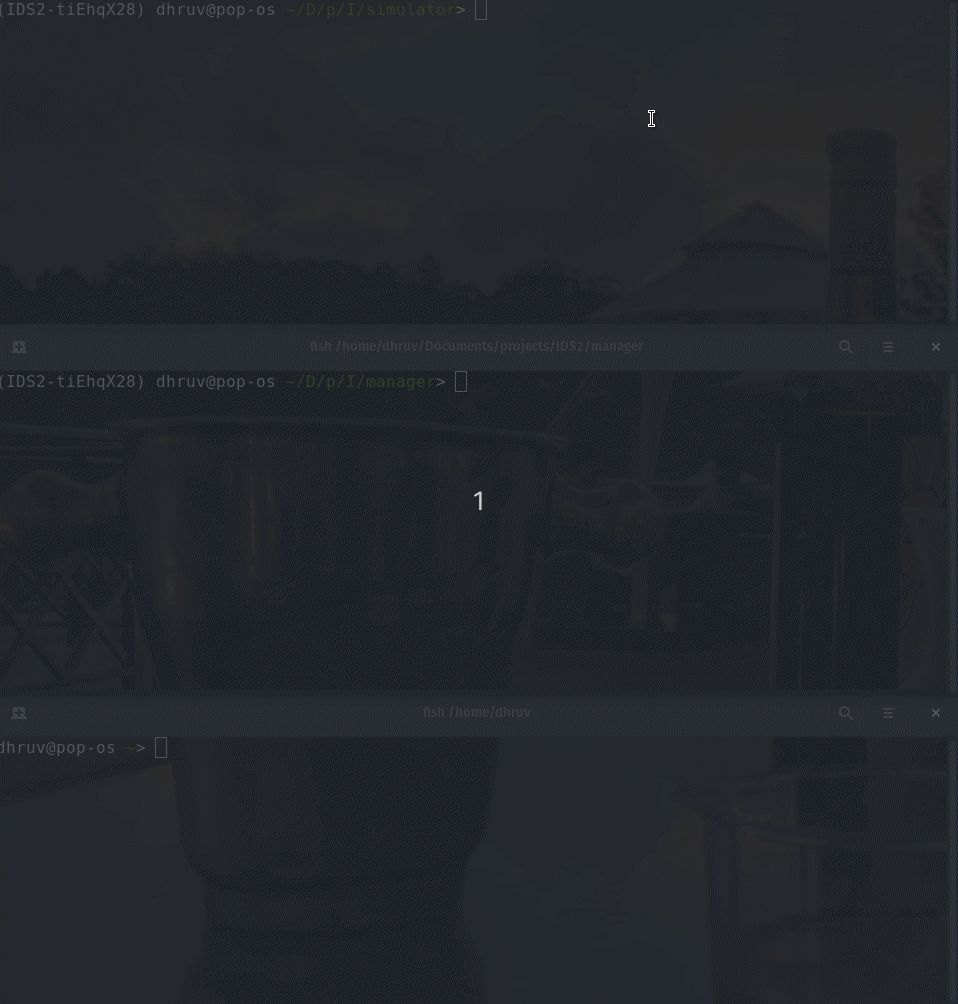 (IDS2-tiEhqX28) dhruv@pop-os ~/D/p/I/simulator>
fish /home/dhruv/Documents/projects/IDS2/manager
(IDS2-tiEhqX28) dhruv@pop-os ~/D/p/I/manager>
1
fish /home/dhruv
dhruv@pop-os ~>